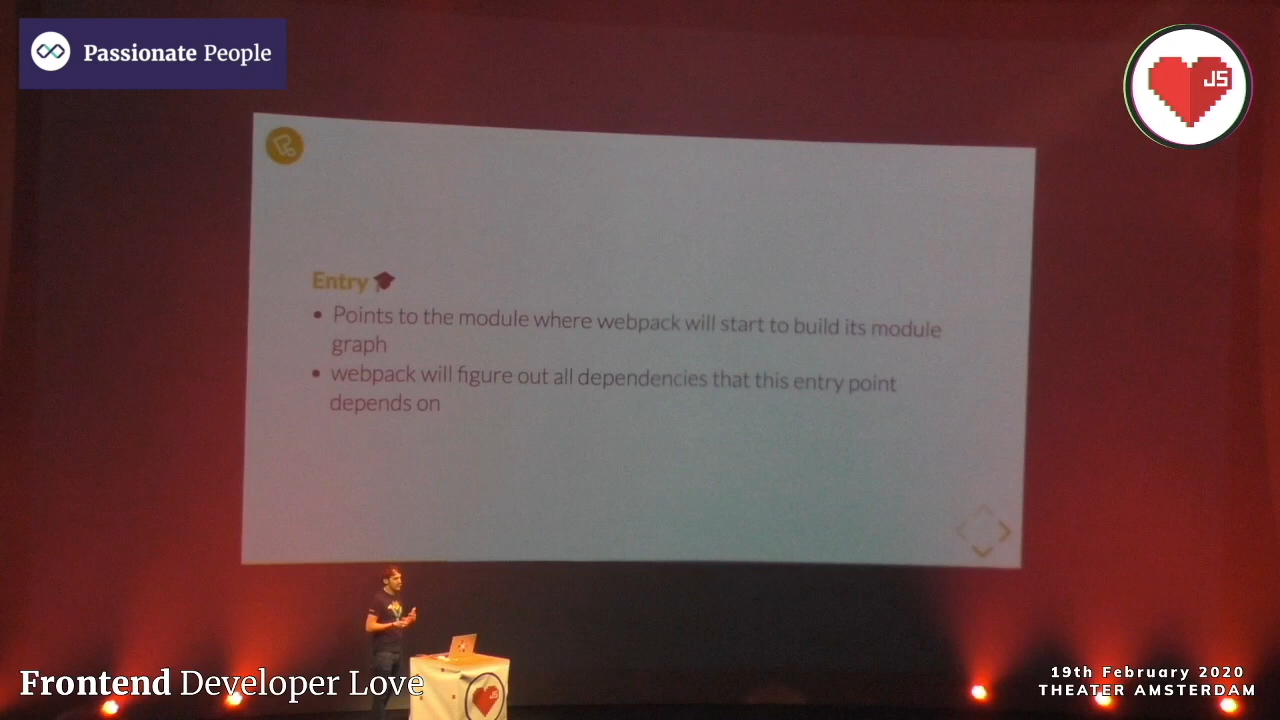 Passionate People
JS
Entry
• Points to the module where webpack will start to build its module
graph
• webpack will figure out all dependencies that this entry point
depends on
JS
Frontend Developer Love
19th February 2020
THEATER AMSTERDAM